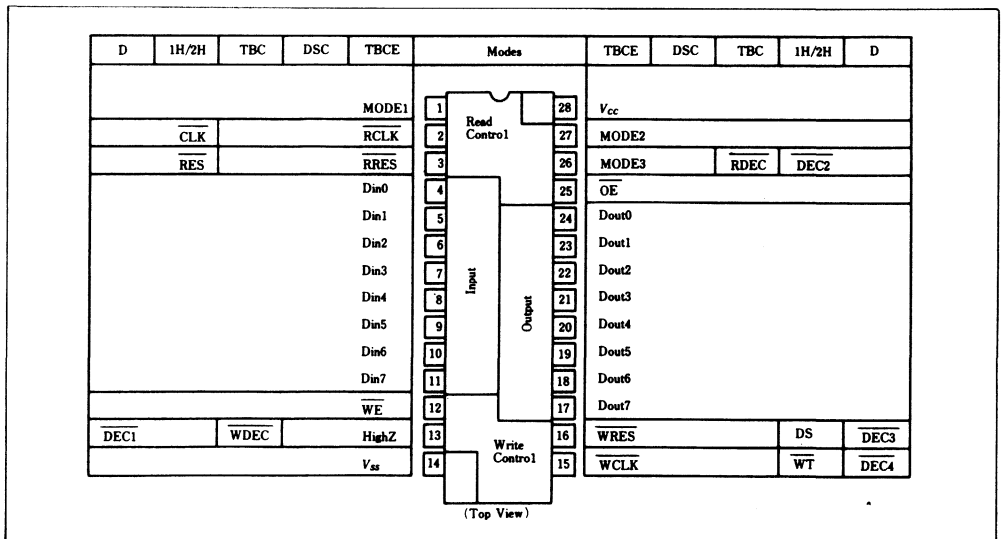 D 1H/2H TBC DSC TBCE Modes TBCE DSC TBC 1H/2H D
MODE1 1 28 Vcc
CLK RCLK 2 Read Control 27 MODE2
RES RRES 3 26 MODE3 RDEC DEC2
Din0 4 25 OE
Din1 5 24 Dout0
Din2 6 23 Dout1
Din3 7 22 Dout2
Din4 8 21 Dout3
Din5 9 20 Dout4
Din6 10 19 Dout5
Din7 11 18 Dout6
Input
Output
WE 12 17 Dout7
DEC1 WDEC HighZ 13 Write Control 16 WRES DS DEC3
Vss 14 15 WCLK WT DEC4
(Top View)